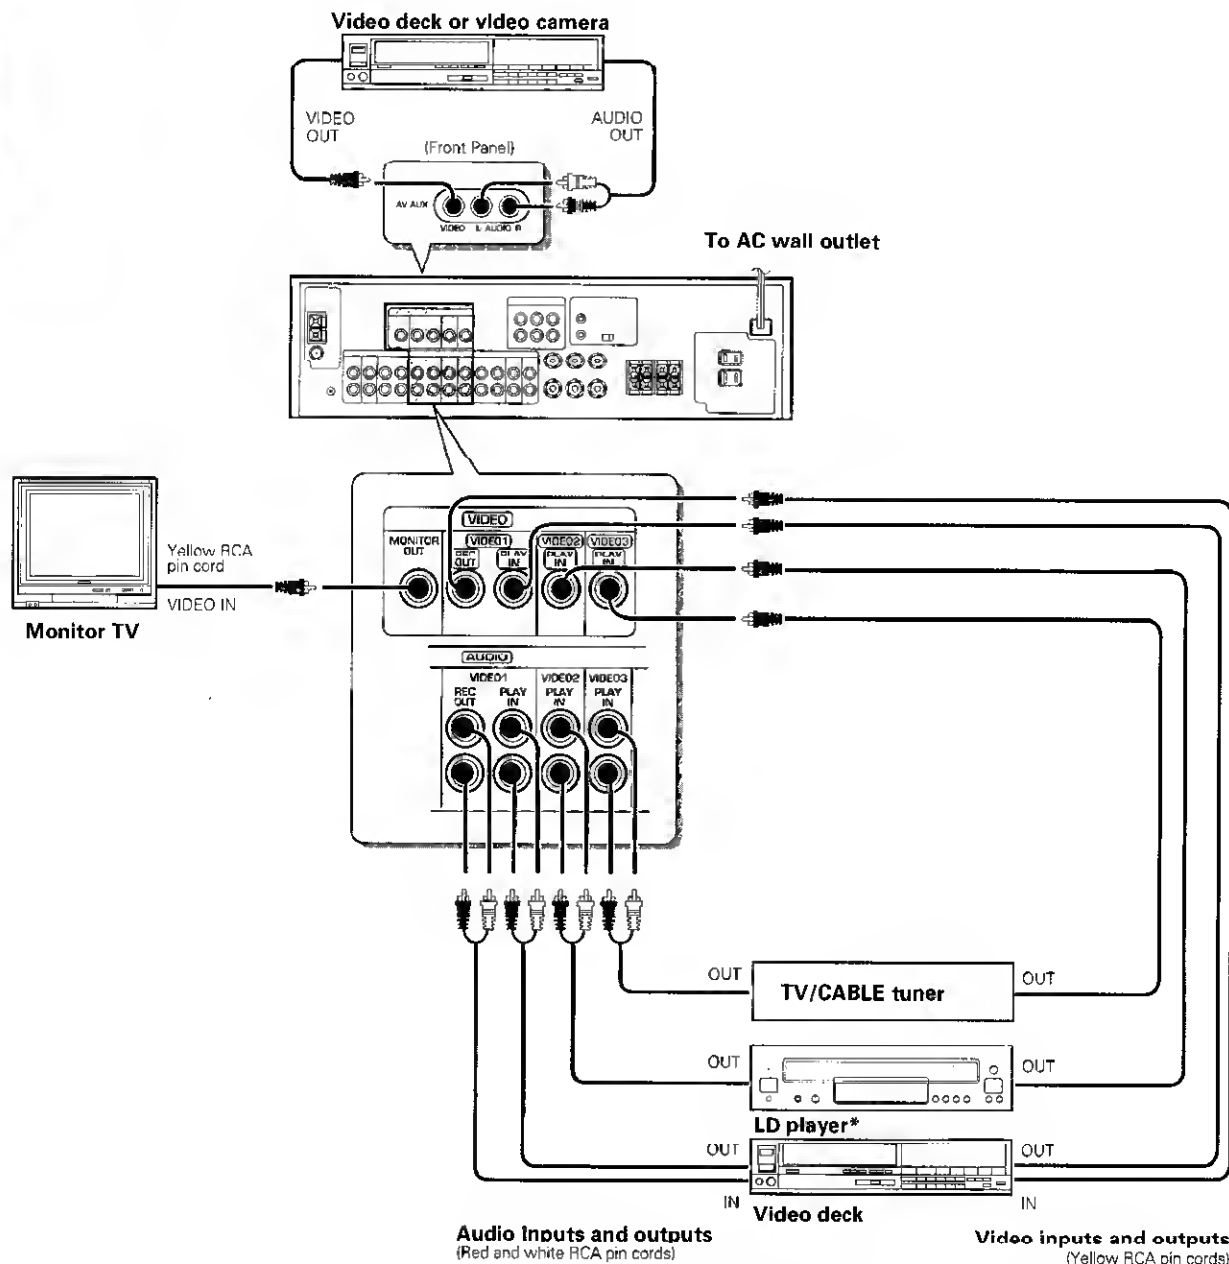 Video deck or video camera
VIDEO
OUT
AUDIO
OUT
(Front Panel)
AV AUX
VIDEO L AUDIO R
To AC wall outlet
VIDEO
MONITOR
OUT
VIDEO1
VIDEO2
VIDEO3
REC
OUT
PLAY
IN
PLAY
IN
PLAY
IN
Yellow RCA
pin cord
VIDEO IN
Monitor TV
AUDIO
VIDEO1
VIDEO2
VIDEO3
REC
OUT
PLAY
IN
PLAY
IN
PLAY
IN
OUT
TV/CABLE tuner
OUT
OUT
OUT
LD player*
OUT
OUT
IN
Video deck
IN
Audio Inputs and outputs
(Red and white RCA pin cords)
Video inputs and outputs
(Yellow RCA pin cords)